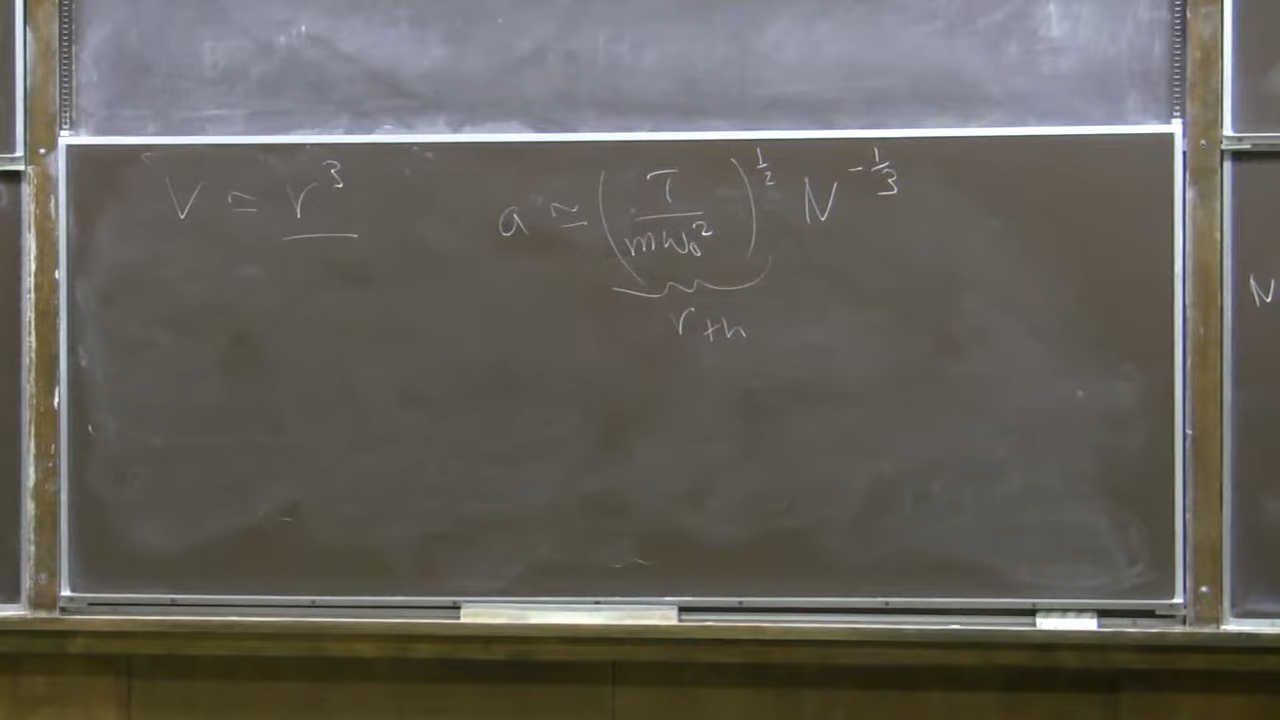 V ≃ r³
a ≃ (T / mω₀²)^(1/2) N^(-1/3)
r_th
N